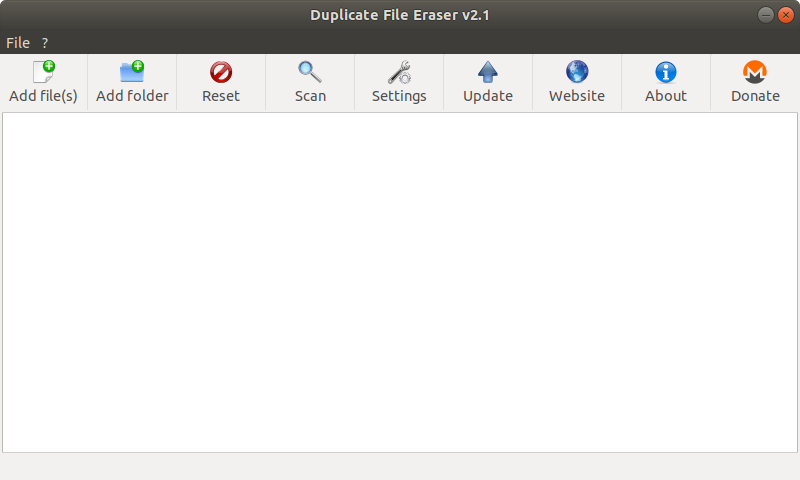 Duplicate File Eraser v2.1
File ?
Add file(s) Add folder Reset Scan Settings Update Website About Donate